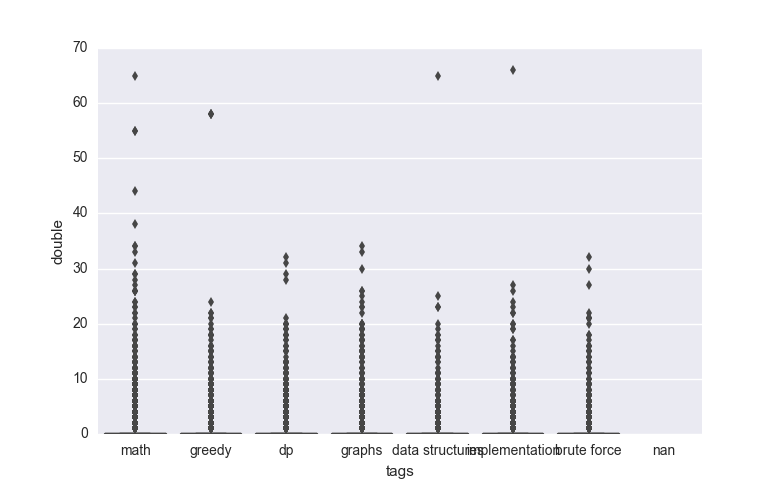 70
60
50
40
30
20
10
0
double
math greedy dp graphs data structures implementation brute force nan
tags